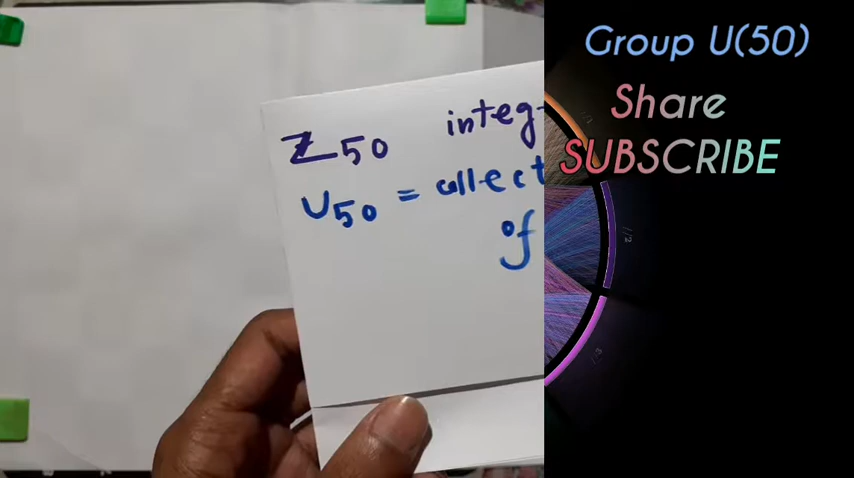 Group U(50)
Share
SUBSCRIBE
ℤ50 integ
U50 = collect
of